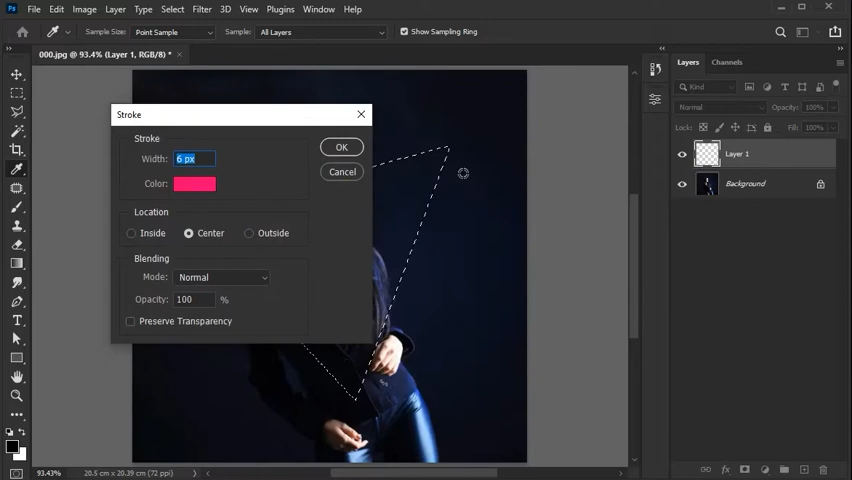 Ps File Edit Image Layer Type Select Filter 3D View Plugins Window Help
Sample Size: Point Sample Sample: All Layers Show Sampling Ring
000.jpg @ 93.4% (Layer 1, RGB/8) *
Layers Channels
Kind
Normal Opacity: 100%
Lock: Fill: 100%
Layer 1
Background
Stroke
Stroke
Width: 6 px
Color:
OK
Cancel
Location
Inside Center Outside
Blending
Mode: Normal
Opacity: 100 %
Preserve Transparency
93.43% 20.5 cm x 20.39 cm (72 ppi)